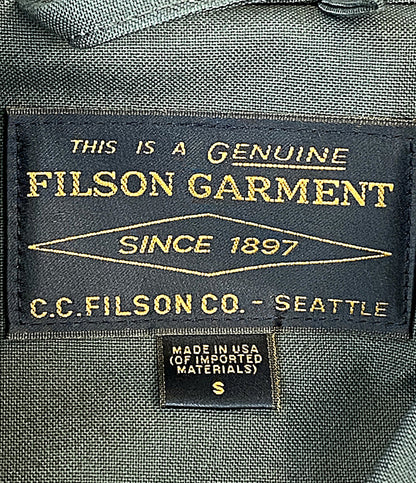 THIS IS A GENUINE
FILSON GARMENT
SINCE 1897
C.C. FILSON CO. - SEATTLE
MADE IN USA
(OF IMPORTED
MATERIALS)
S